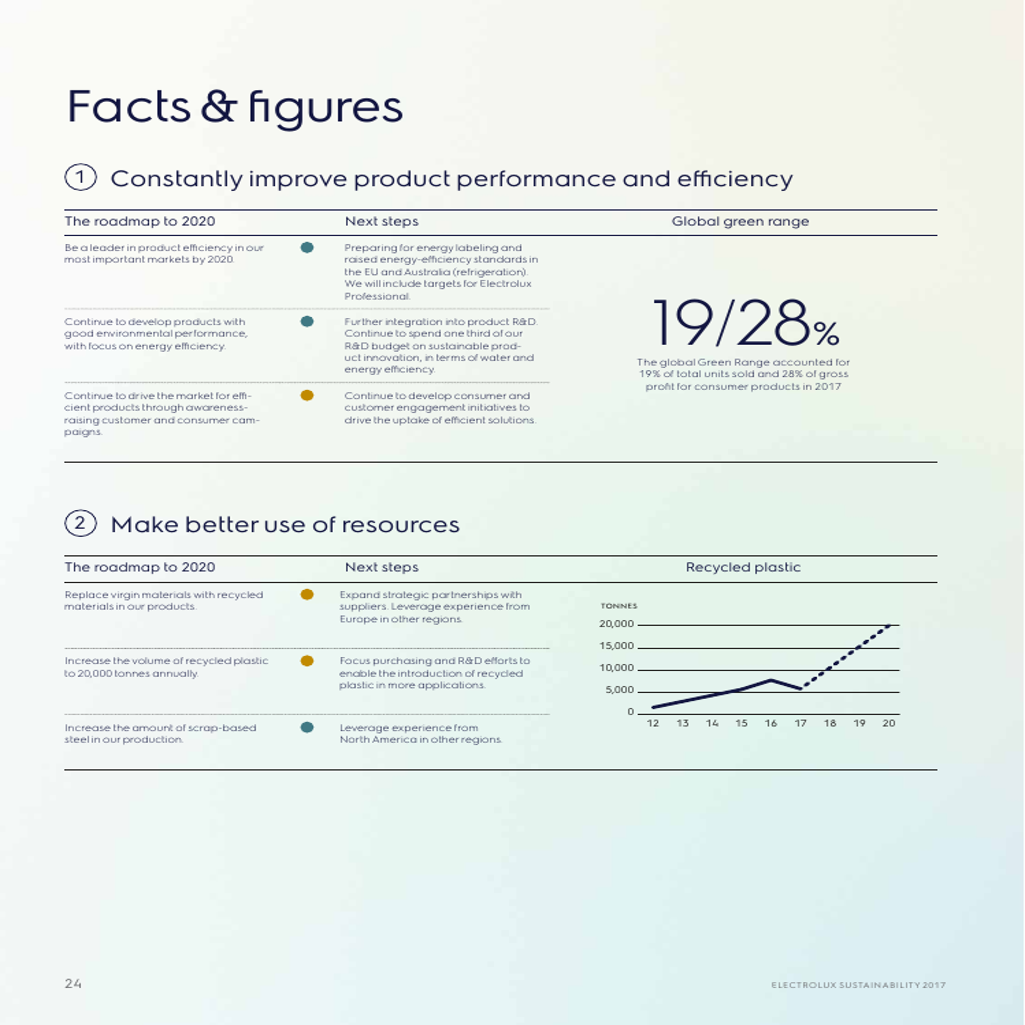 Facts & figures
1 Constantly improve product performance and efficiency
The roadmap to 2020
Next steps
Global green range
Be a leader in product efficiency in our
most important markets by 2020.
Preparing for energy labeling and
raised energy-efficiency standards in
the EU and Australia (refrigeration).
We will include targets for Electrolux
Professional.
Continue to develop products with
good environmental performance,
with focus on energy efficiency.
Further integration into product R&D.
Continue to spend one third of our
R&D budget on sustainable prod-
uct innovation, in terms of water and
energy efficiency.
Continue to drive the market for effi-
cient products through awareness-
raising customer and consumer cam-
paigns.
Continue to develop consumer and
customer engagement initiatives to
drive the uptake of efficient solutions.
19/28%
The global Green Range accounted for
19% of total units sold and 28% of gross
profit for consumer products in 2017
2 Make better use of resources
The roadmap to 2020
Next steps
Recycled plastic
Replace virgin materials with recycled
materials in our products.
Expand strategic partnerships with
suppliers. Leverage experience from
Europe in other regions.
Increase the volume of recycled plastic
to 20,000 tonnes annually.
Focus purchasing and R&D efforts to
enable the introduction of recycled
plastic in more applications.
Increase the amount of scrap-based
steel in our production.
Leverage experience from
North America in other regions.
TONNES
20,000
15,000
10,000
5,000
0
12 13 14 15 16 17 18 19 20
24
ELECTROLUX SUSTAINABILITY 2017